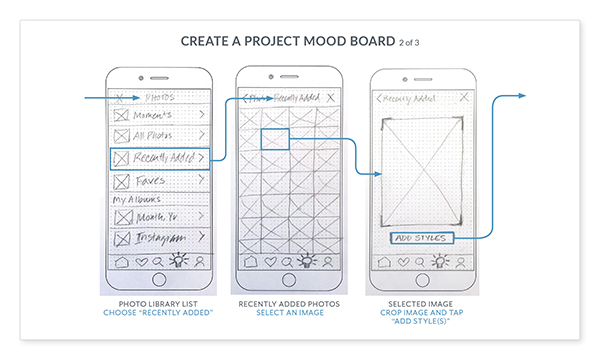 CREATE A PROJECT MOOD BOARD 2 of 3
X PHOTOS
Moments
All Photos
Recently Added
Faves
My Albums
Month, Yr
Instagram
Photos Recently Added X
Recently Added X
ADD STYLES
PHOTO LIBRARY LIST
CHOOSE "RECENTLY ADDED"
RECENTLY ADDED PHOTOS
SELECT AN IMAGE
SELECTED IMAGE
CROP IMAGE AND TAP
"ADD STYLE(S)"